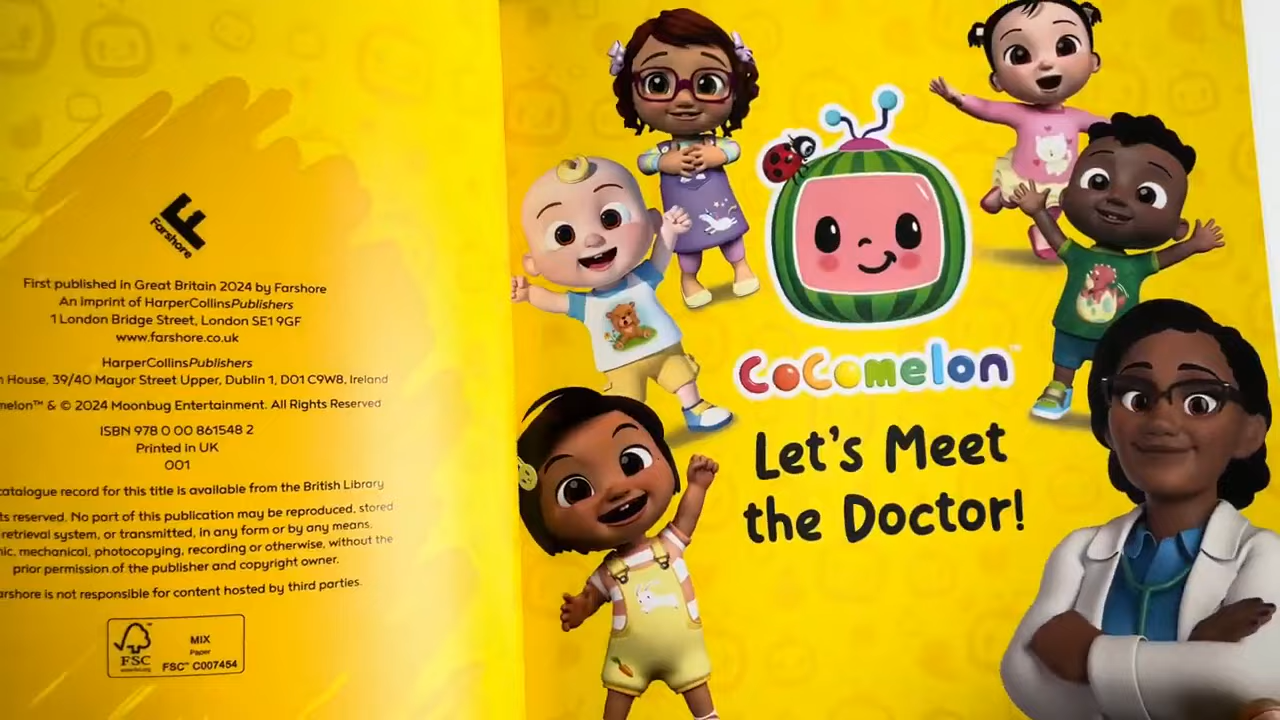 Farshore
First published in Great Britain 2024 by Farshore
An imprint of HarperCollinsPublishers
1 London Bridge Street, London SE1 9GF
www.farshore.co.uk
HarperCollinsPublishers
House, 39/40 Mayor Street Upper, Dublin 1, D01 C9W8, Ireland
& © 2024 Moonbug Entertainment. All Rights Reserved
ISBN 978 0 00 861548 2
Printed in UK
001
catalogue record for this title is available from the British Library
reserved. No part of this publication may be reproduced, stored
retrieval system, or transmitted, in any form or by any means.
mechanical, photocopying, recording or otherwise, without the
prior permission of the publisher and copyright owner.
is not responsible for content hosted by third parties.
FSC
MIX
Paper
FSC™ C007454
CoComelon™
Let's Meet
the Doctor!